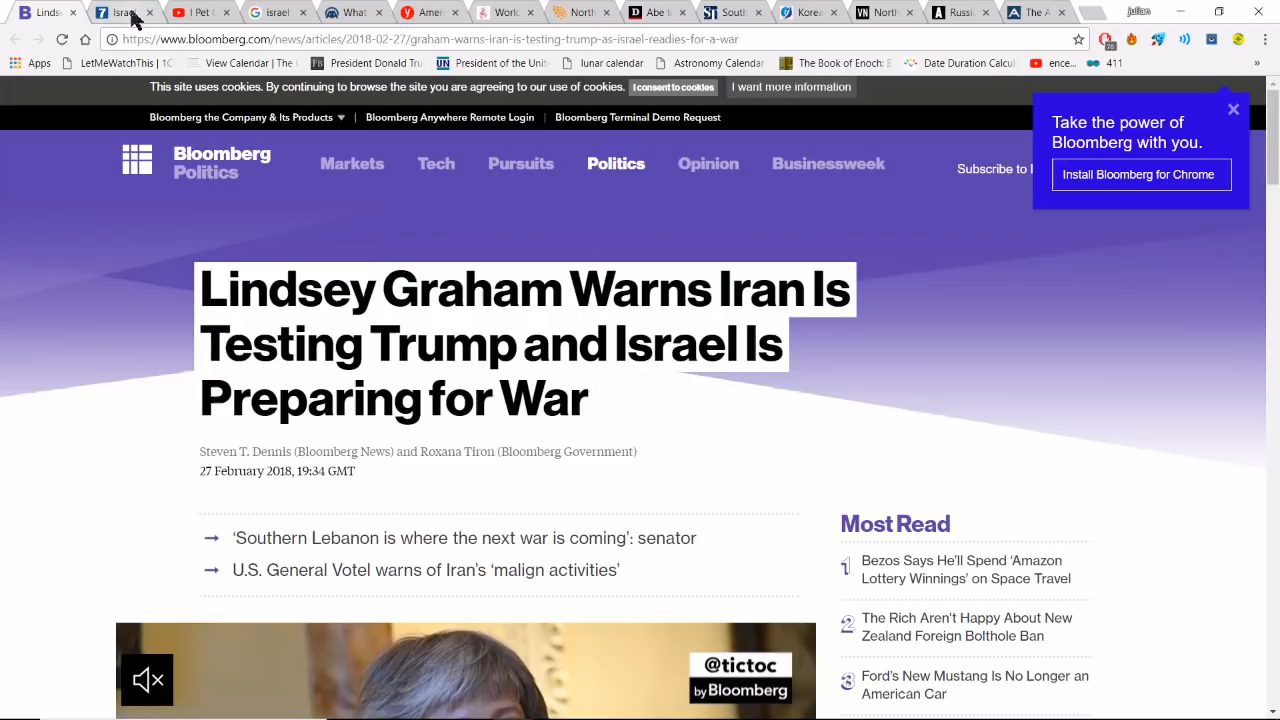 Linds
Israe
I Pet
israel
What
Amer
Work
North
Abe t
South
Korea
North
Russi
The A
Julian
https://www.bloomberg.com/news/articles/2018-02-27/graham-warns-iran-is-testing-trump-as-israel-readies-for-a-war
Apps
LetMeWatchThis | 1C
View Calendar | The
President Donald Tru
President of the Unite
lunar calendar
Astronomy Calendar
The Book of Enoch:
Date Duration Calcu
ence...
411
This site uses cookies. By continuing to browse the site you are agreeing to our use of cookies.
I consent to cookies
I want more information
Bloomberg the Company & Its Products
Bloomberg Anywhere Remote Login
Bloomberg Terminal Demo Request
Take the power of
Bloomberg with you.
Install Bloomberg for Chrome
Bloomberg
Politics
Markets
Tech
Pursuits
Politics
Opinion
Businessweek
Subscribe to
Lindsey Graham Warns Iran Is
Testing Trump and Israel Is
Preparing for War
Steven T. Dennis (Bloomberg News) and Roxana Tiron (Bloomberg Government)
27 February 2018, 19:34 GMT
→ ‘Southern Lebanon is where the next war is coming’: senator
→ U.S. General Votel warns of Iran’s ‘malign activities’
Most Read
1 Bezos Says He’ll Spend ‘Amazon
Lottery Winnings’ on Space Travel
2 The Rich Aren't Happy About New
Zealand Foreign Bolthole Ban
3 Ford’s New Mustang Is No Longer an
American Car
@tictoc
by Bloomberg